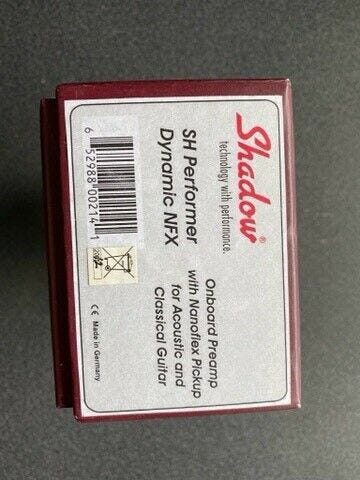 Shadow®
technology with performance.
Onboard Preamp
with Nanoflex Pickup
for Acoustic and
Classical Guitar
SH Performer
Dynamic NFX
6 52988 00214 1
CE Made in Germany